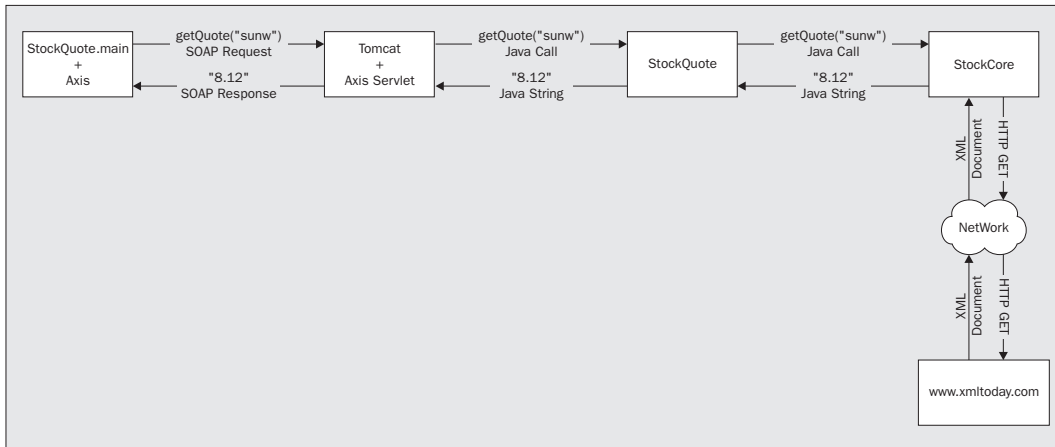 StockQuote.main
+
Axis
getQuote("sunw")
SOAP Request
"8.12"
SOAP Response
Tomcat
+
Axis Servlet
getQuote("sunw")
Java Call
"8.12"
Java String
StockQuote
getQuote("sunw")
Java Call
"8.12"
Java String
StockCore
XML
Document
HTTP GET
NetWork
XML
Document
HTTP GET
www.xmltoday.com